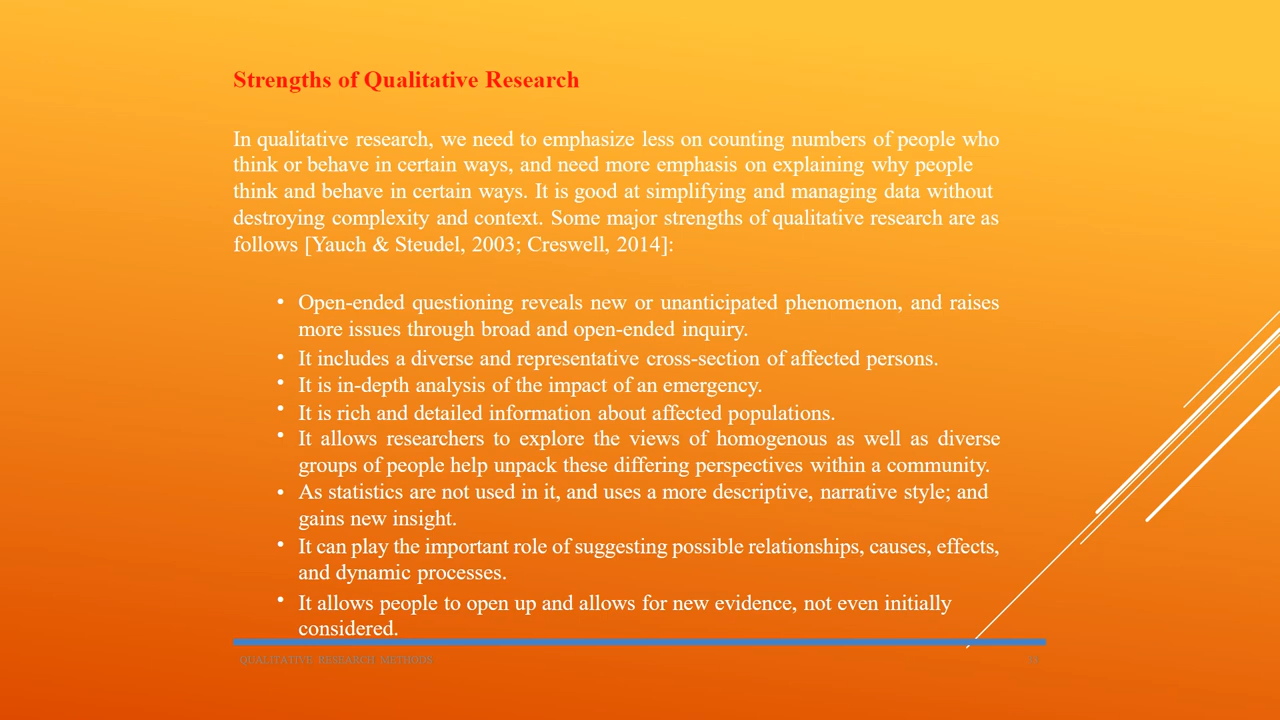 Strengths of Qualitative Research
In qualitative research, we need to emphasize less on counting numbers of people who
think or behave in certain ways, and need more emphasis on explaining why people
think and behave in certain ways. It is good at simplifying and managing data without
destroying complexity and context. Some major strengths of qualitative research are as
follows [Yauch & Steudel, 2003; Creswell, 2014]:
• Open-ended questioning reveals new or unanticipated phenomenon, and raises
more issues through broad and open-ended inquiry.
• It includes a diverse and representative cross-section of affected persons.
• It is in-depth analysis of the impact of an emergency.
• It is rich and detailed information about affected populations.
• It allows researchers to explore the views of homogenous as well as diverse
groups of people help unpack these differing perspectives within a community.
• As statistics are not used in it, and uses a more descriptive, narrative style; and
gains new insight.
• It can play the important role of suggesting possible relationships, causes, effects,
and dynamic processes.
• It allows people to open up and allows for new evidence, not even initially
considered.
QUALITATIVE RESEARCH METHODS